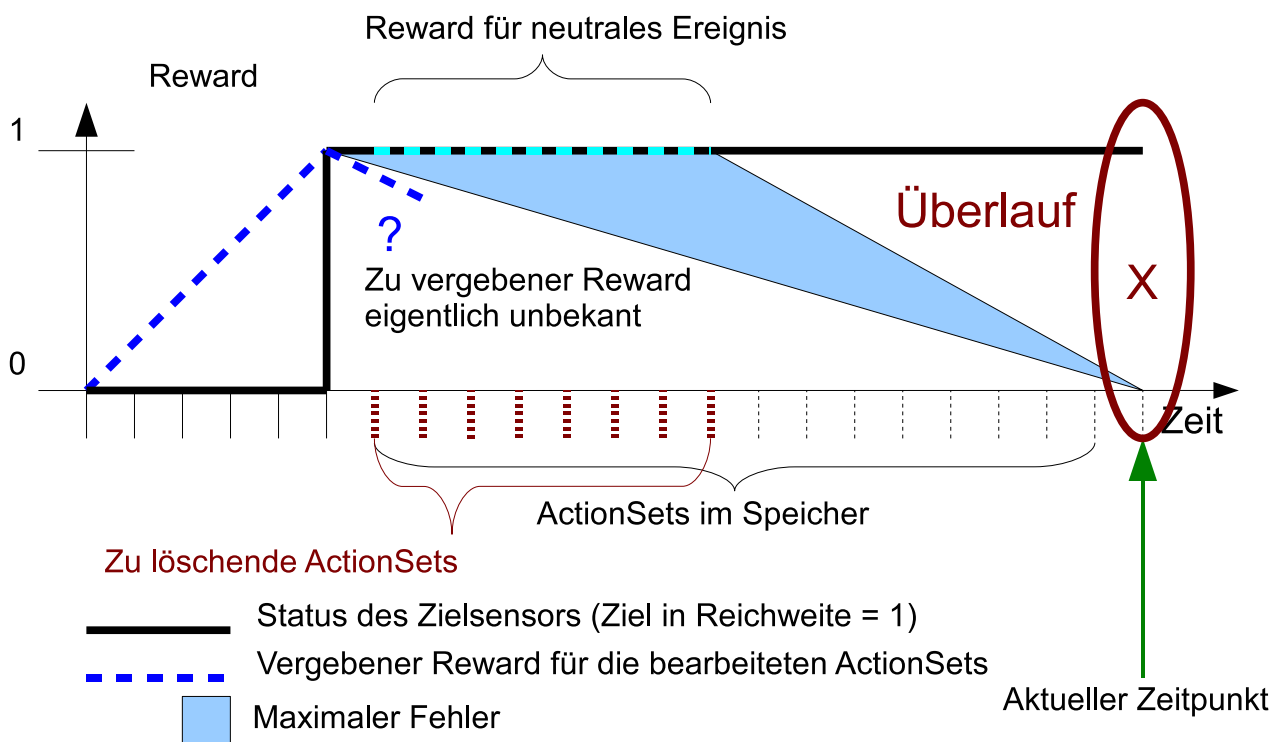 Reward für neutrales Ereignis
Reward
1
Überlauf
X
?
Zu vergebener Reward
eigentlich unbekant
0
Zeit
ActionSets im Speicher
Zu löschende ActionSets
Status des Zielsensors (Ziel in Reichweite = 1)
Vergebener Reward für die bearbeiteten ActionSets
Aktueller Zeitpunkt
Maximaler Fehler